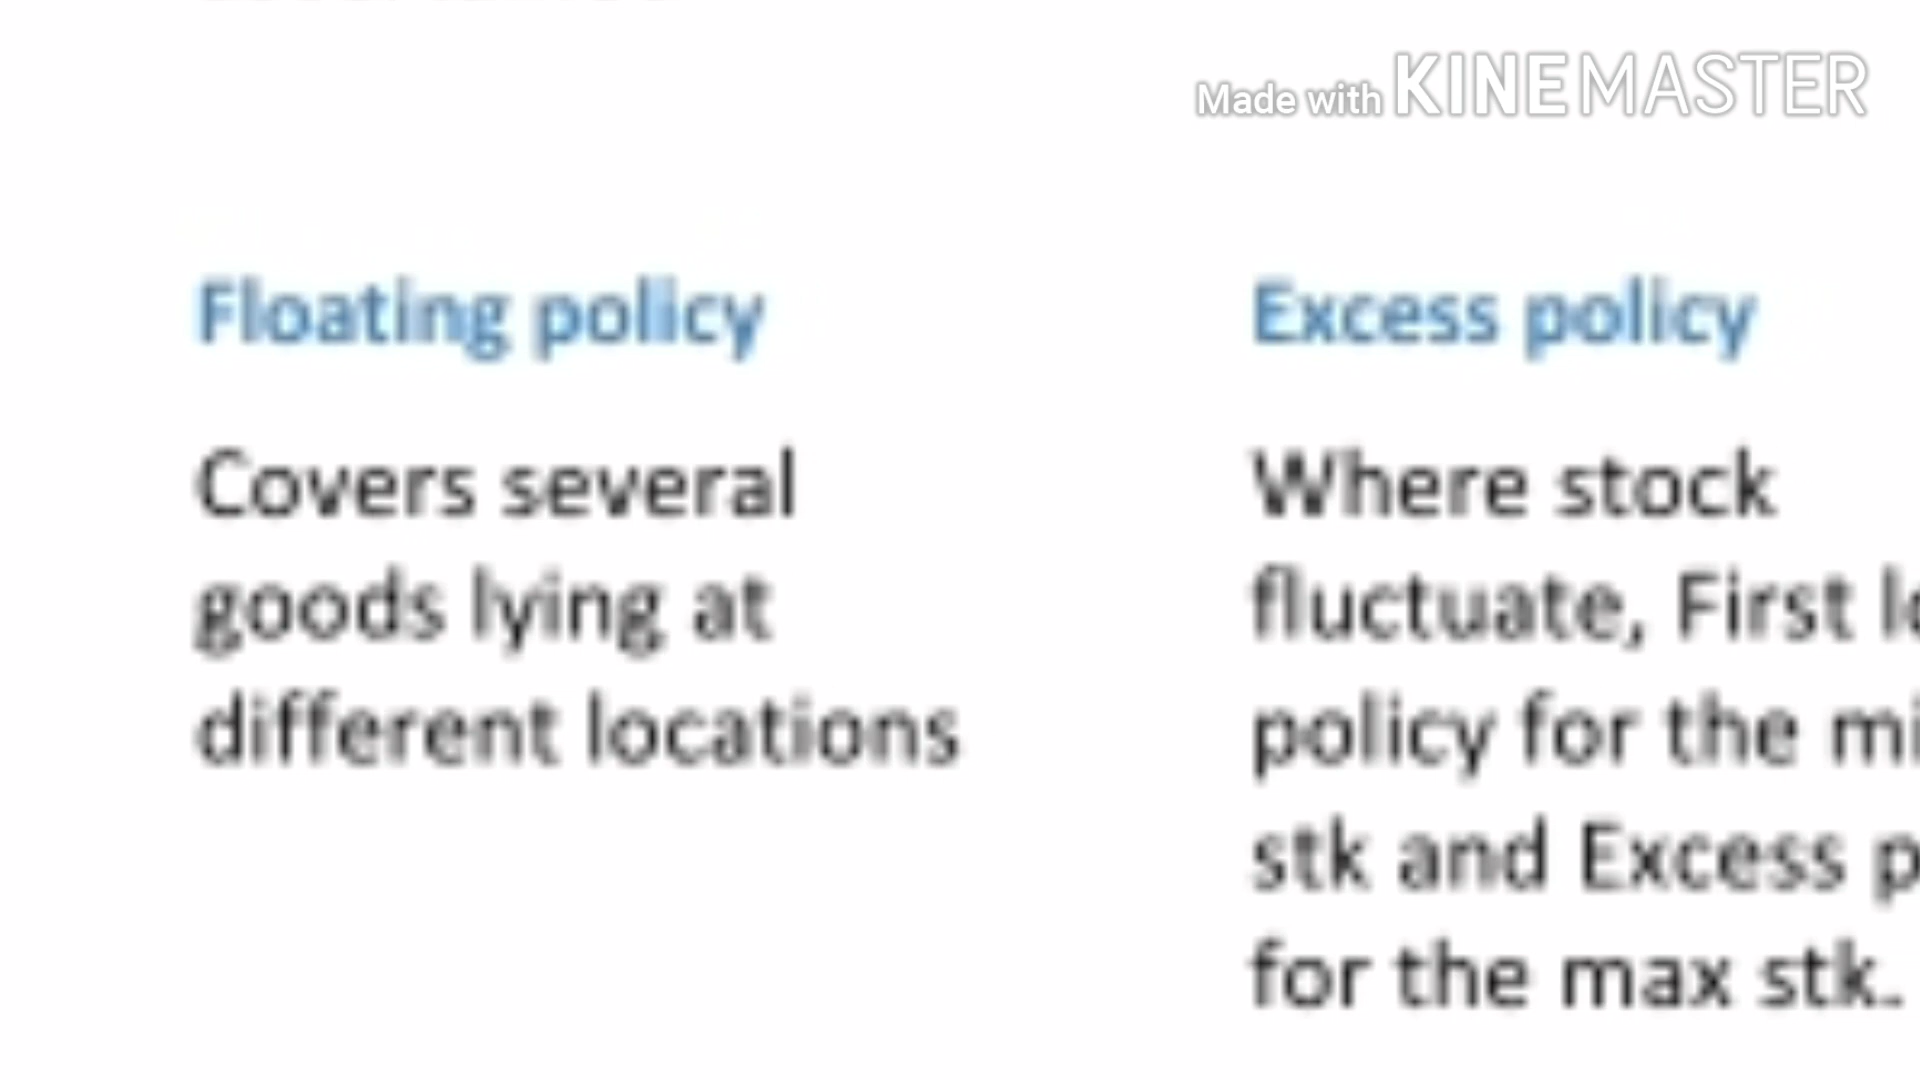 Made with KINEMASTER
Floating policy
Covers several
goods lying at
different locations
Excess policy
Where stock
fluctuate, First
policy for the
stk and Excess
for the max stk.